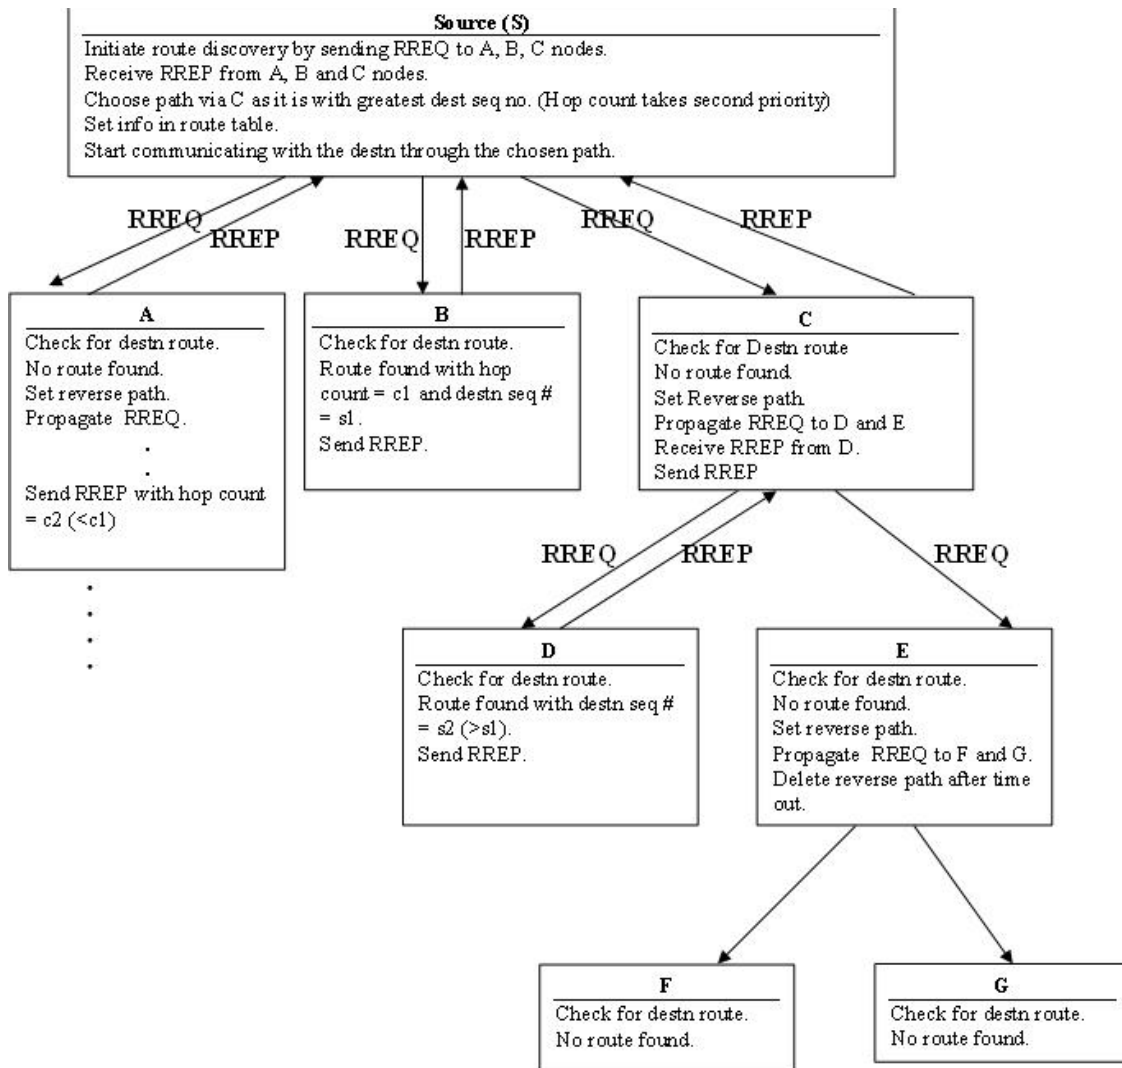 Source (S)
Initiate route discovery by sending RREQ to A, B, C nodes.
Receive RREP from A, B and C nodes.
Choose path via C as it is with greatest dest seq no. (Hop count takes second priority)
Set info in route table.
Start communicating with the destn through the chosen path.
RREQ
RREP
RREQ
RREP
RREQ
RREP
A
Check for destn route.
No route found.
Set reverse path.
Propagate RREQ.
.
.
Send RREP with hop count
= c2 (<c1)
.
.
.
.
B
Check for destn route.
Route found with hop
count = c1 and destn seq #
= s1.
Send RREP.
C
Check for Destn route
No route found
Set Reverse path
Propagate RREQ to D and E
Receive RREP from D.
Send RREP
RREQ
RREP
RREQ
D
Check for destn route.
Route found with destn seq #
= s2 (>s1).
Send RREP.
E
Check for destn route.
No route found.
Set reverse path.
Propagate RREQ to F and G.
Delete reverse path after time
out.
F
Check for destn route.
No route found.
G
Check for destn route.
No route found.